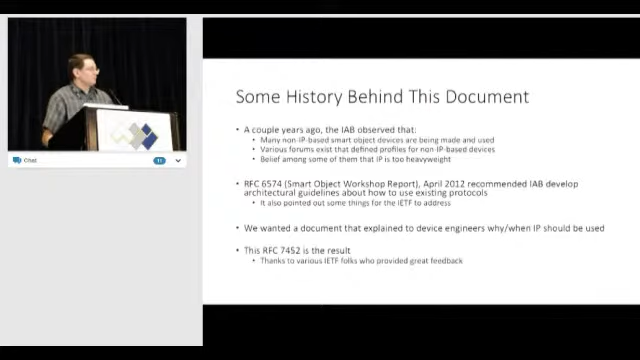 Some History Behind This Document
• A couple years ago, the IAB observed that:
• Many non-IP-based smart object devices are being made and used
• Various forums exist that defined profiles for non-IP-based devices
• Belief among some of them that IP is too heavyweight
• RFC 6574 (Smart Object Workshop Report), April 2012 recommended IAB develop
architectural guidelines about how to use existing protocols
• It also pointed out some things for the IETF to address
• We wanted a document that explained to device engineers why/when IP should be used
• This RFC 7452 is the result
• Thanks to various IETF folks who provided great feedback
Chat
11